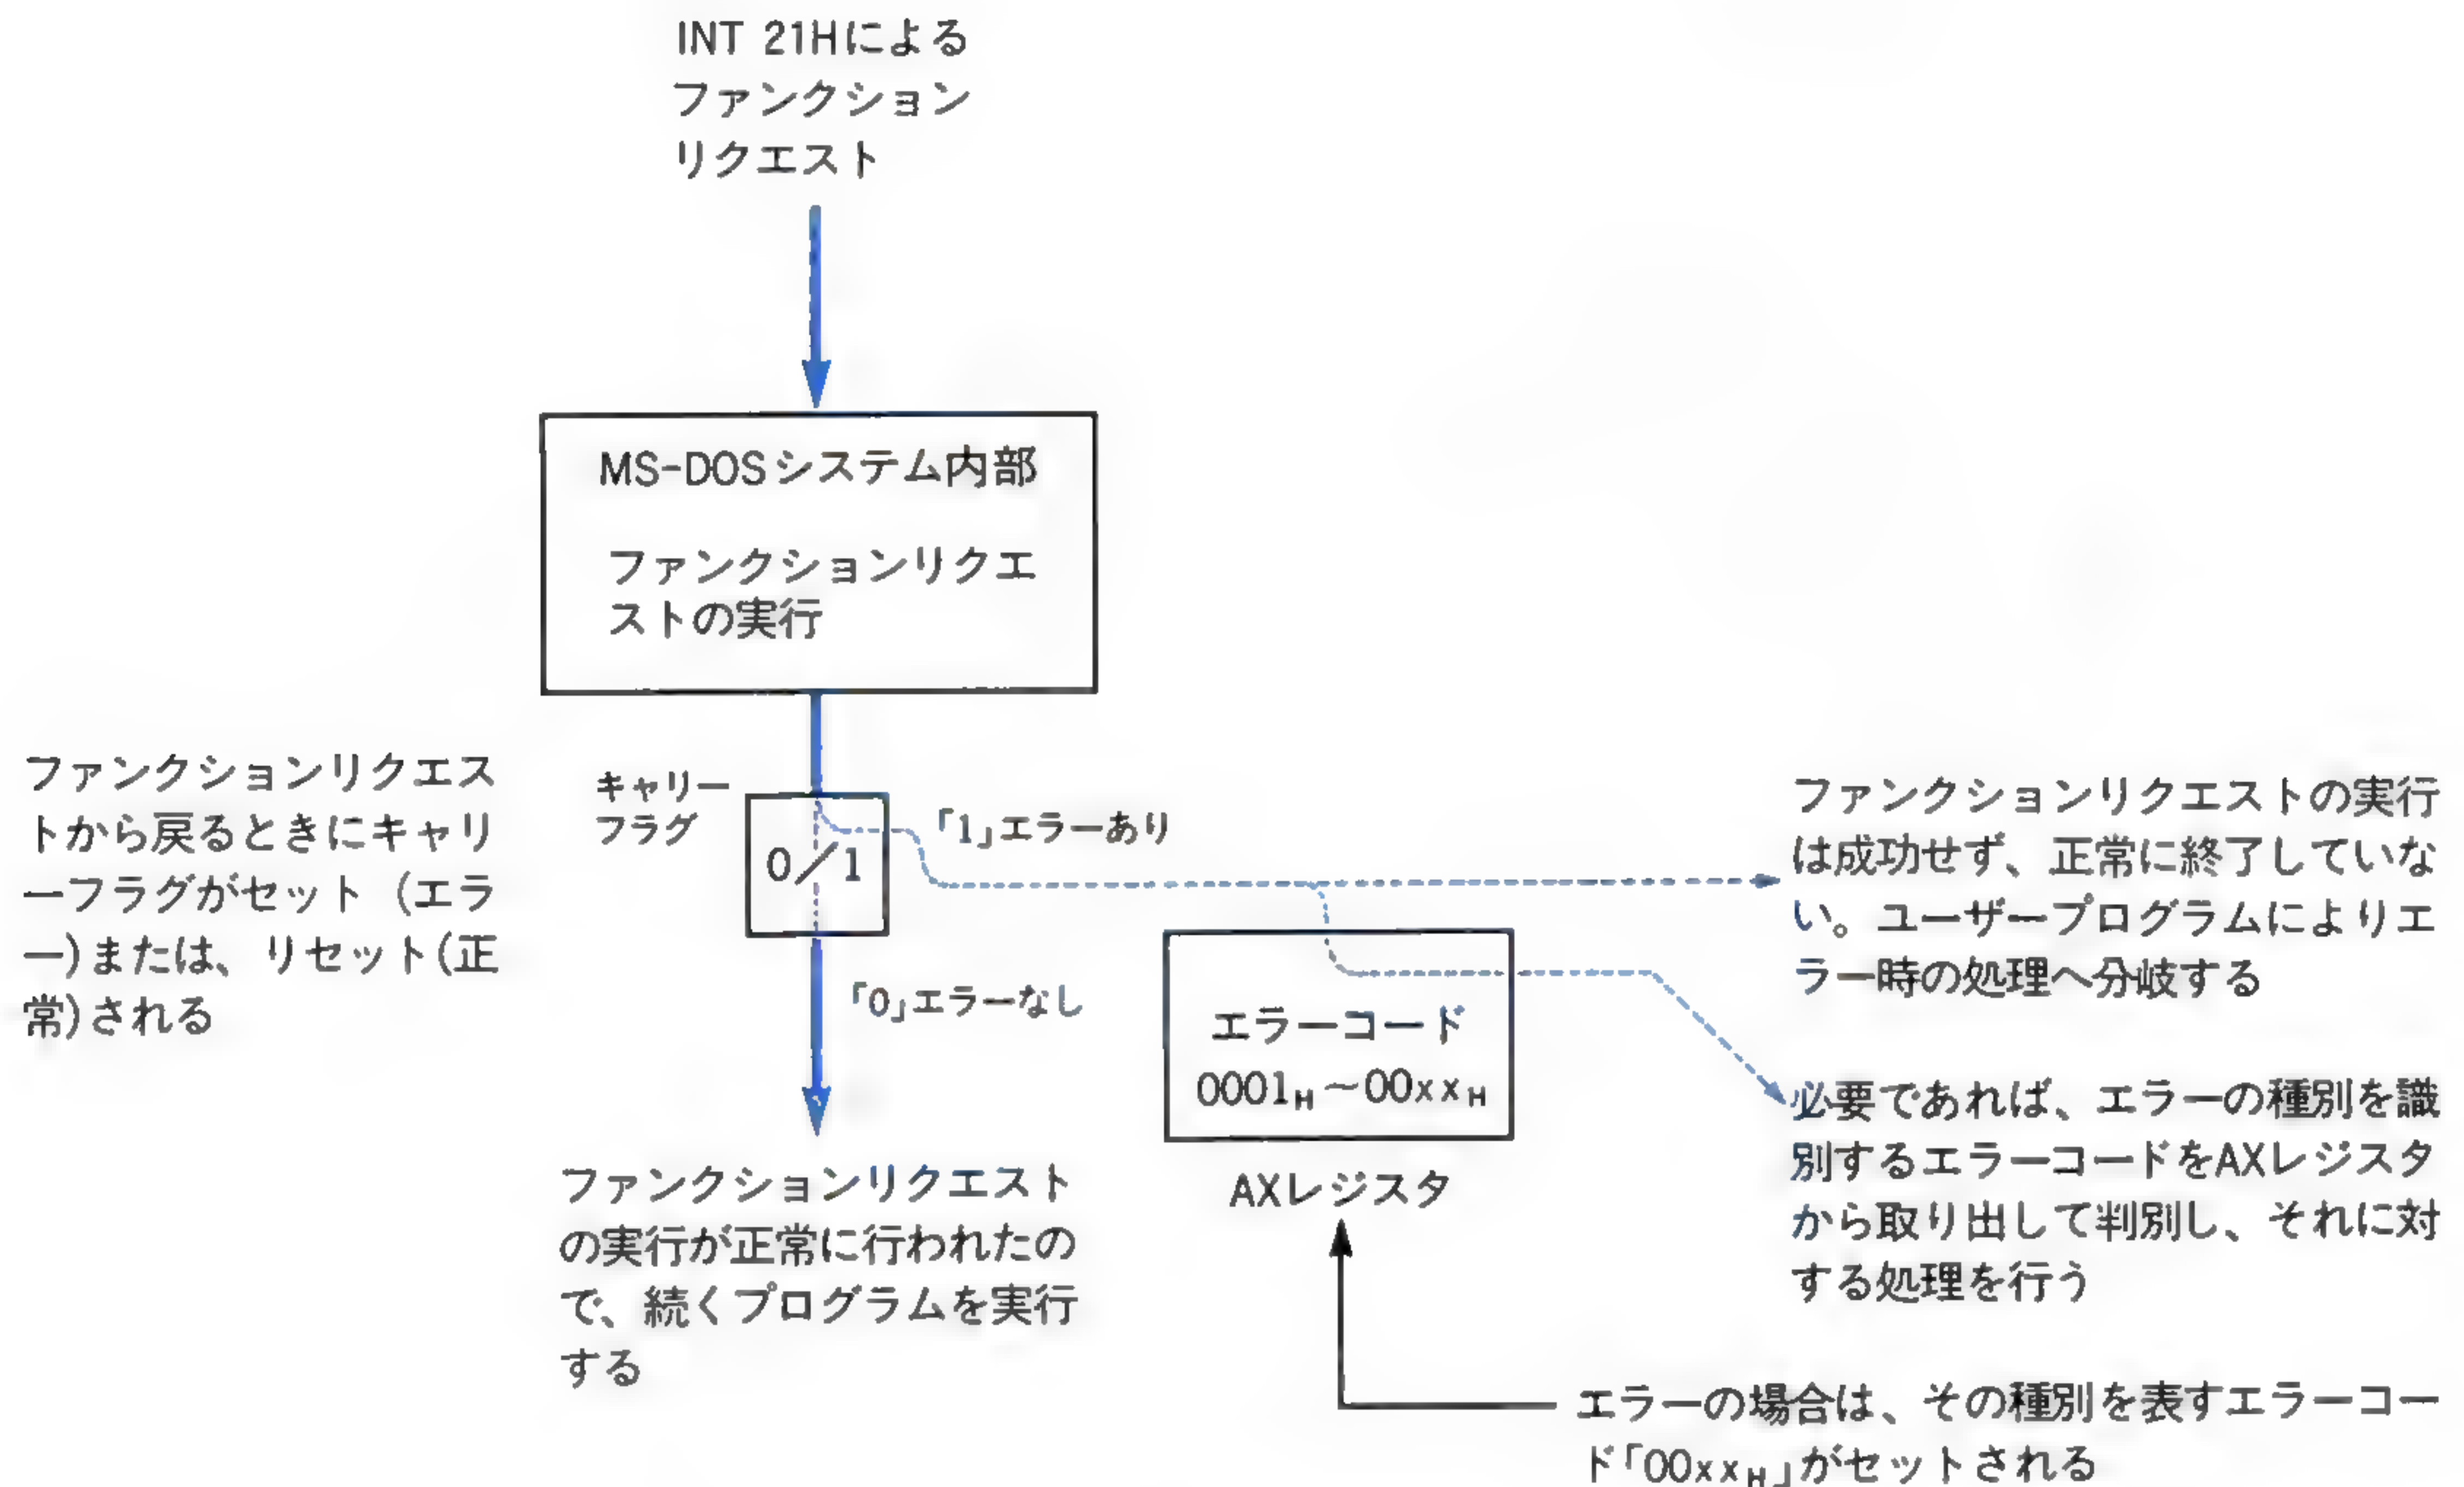 INT 21Hによる
ファンクション
リクエスト
MS-DOSシステム内部
ファンクションリクエ
ストの実行
ファンクションリクエス
トから戻るときにキャリ
ーフラグがセット（エラ
ー)または、リセット(正
常)される
キャリー
フラグ
0／1
「1」エラーあり
「0」エラーなし
ファンクションリクエスト
の実行が正常に行われたの
で、続くプログラムを実行
する
エラーコード
0001H～00xxH
AXレジスタ
ファンクションリクエストの実行
は成功せず、正常に終了していな
い。ユーザープログラムによりエ
ラー時の処理へ分岐する
必要であれば、エラーの種別を識
別するエラーコードをAXレジスタ
から取り出して判別し、それに対
する処理を行う
エラーの場合は、その種別を表すエラーコー
ド「00xxH」がセットされる